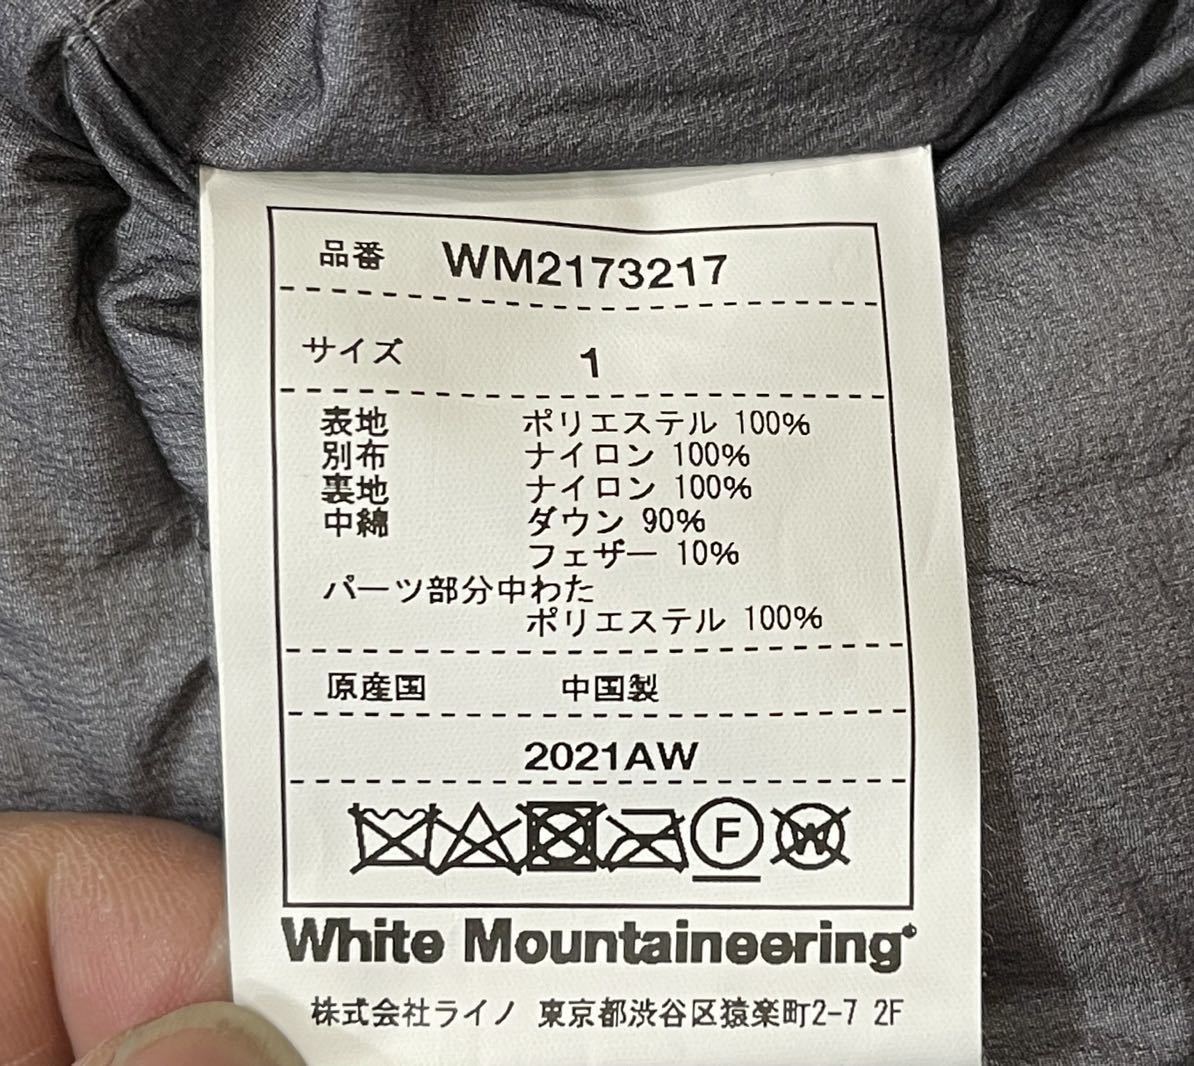 品番 WM2173217
サイズ 1
表地 ポリエステル 100%
別布 ナイロン 100%
裏地 ナイロン 100%
中綿 ダウン 90%
フェザー 10%
パーツ部分中わた
ポリエステル 100%
原産国 中国製
2021AW
F W
White Mountaineering
株式会社ライノ 東京都渋谷区猿楽町2-7 2F